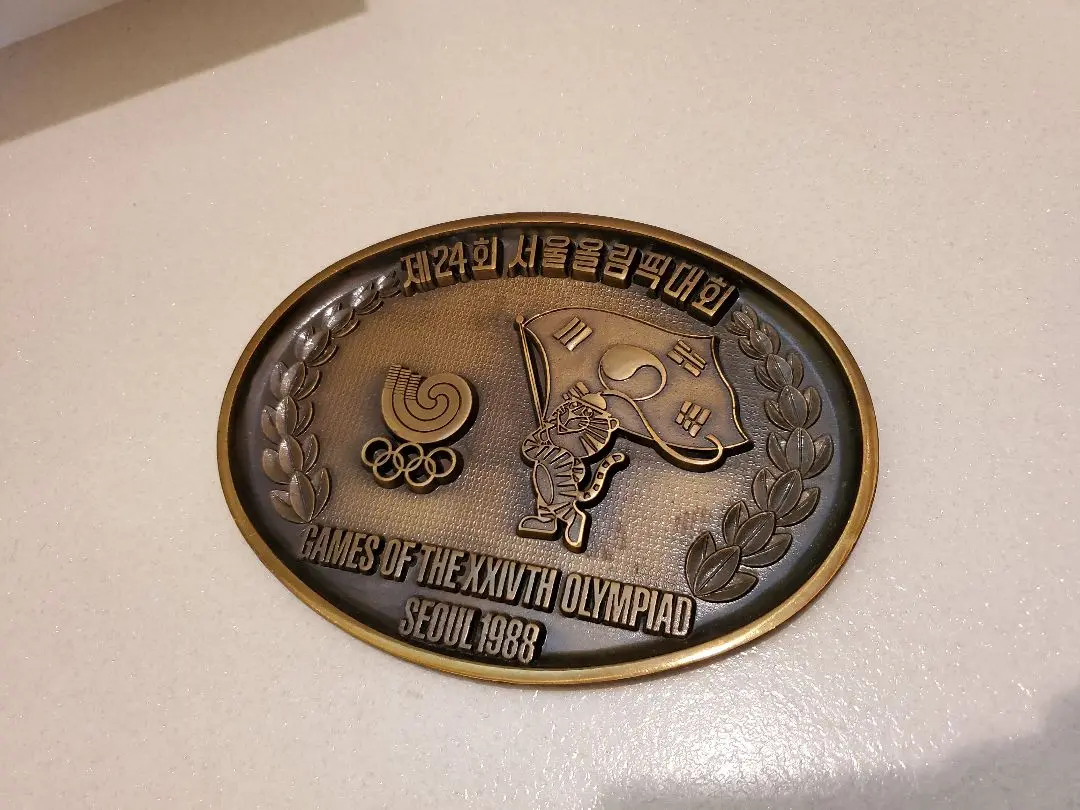 제24회 서울올림픽대회
GAMES OF THE XXIVTH OLYMPIAD
SEOUL 1988